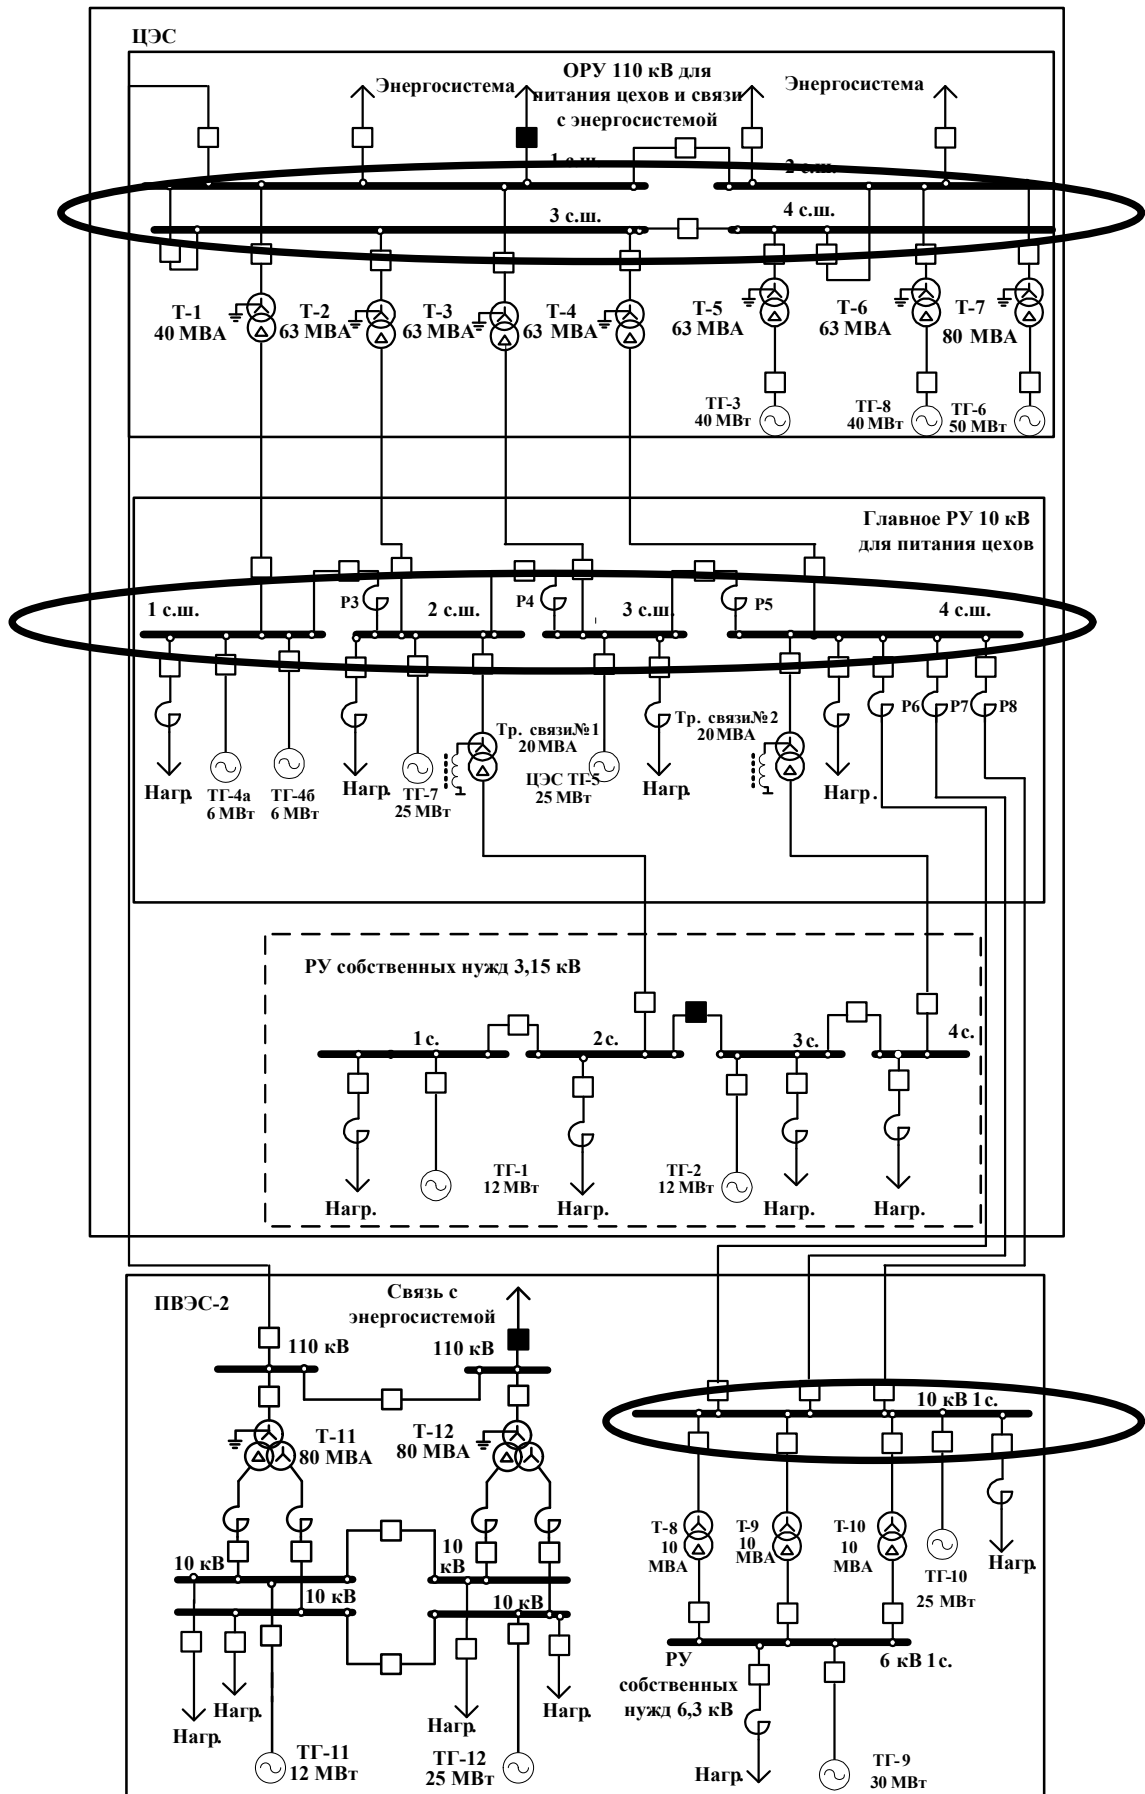 ЦЭС
ОРУ 110 кВ для
питания цехов и связи
с энергосистемой
Энергосистема
Энергосистема
1 с.ш.
2 с.ш.
3 с.ш.
4 с.ш.
Т-1
40 МВА
Т-2
63 МВА
Т-3
63 МВА
Т-4
63 МВА
Т-5
63 МВА
Т-6
63 МВА
Т-7
80 МВА
ТГ-3
40 МВт
ТГ-8
40 МВт
ТГ-6
50 МВт
Главное РУ 10 кВ
для питания цехов
1 с.ш.
Р3
2 с.ш.
Р4
3 с.ш.
Р5
4 с.ш.
Нагр.
ТГ-4а
6 МВт
ТГ-4б
6 МВт
Нагр.
ТГ-7
25 МВт
Тр. связи№1
20 МВА
ЦЭС ТГ-5
25 МВт
Нагр.
Тр. связи№2
20 МВА
Нагр.
Р6
Р7
Р8
РУ собственных нужд 3,15 кВ
1 с.
2 с.
3 с.
4 с.
Нагр.
ТГ-1
12 МВт
Нагр.
ТГ-2
12 МВт
Нагр.
Нагр.
ПВЭС-2
Связь с
энергосистемой
110 кВ
110 кВ
Т-11
80 МВА
Т-12
80 МВА
10 кВ
10 кВ
10
кВ
10 кВ
Нагр.
Нагр.
Нагр.
Нагр.
ТГ-11
12 МВт
ТГ-12
25 МВт
10 кВ 1 с.
Т-8
10
МВА
Т-9
10
МВА
Т-10
10
МВА
ТГ-10
25 МВт
Нагр.
РУ
собственных
нужд 6,3 кВ
6 кВ 1 с.
Нагр.
ТГ-9
30 МВт